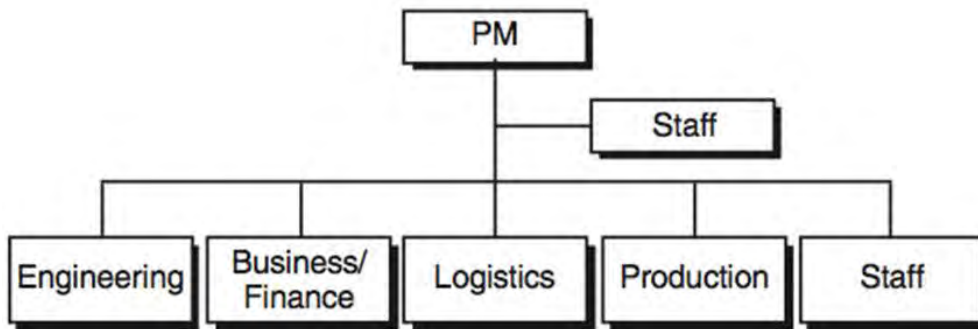 PM
Staff
Engineering
Business/
Finance
Logistics
Production
Staff